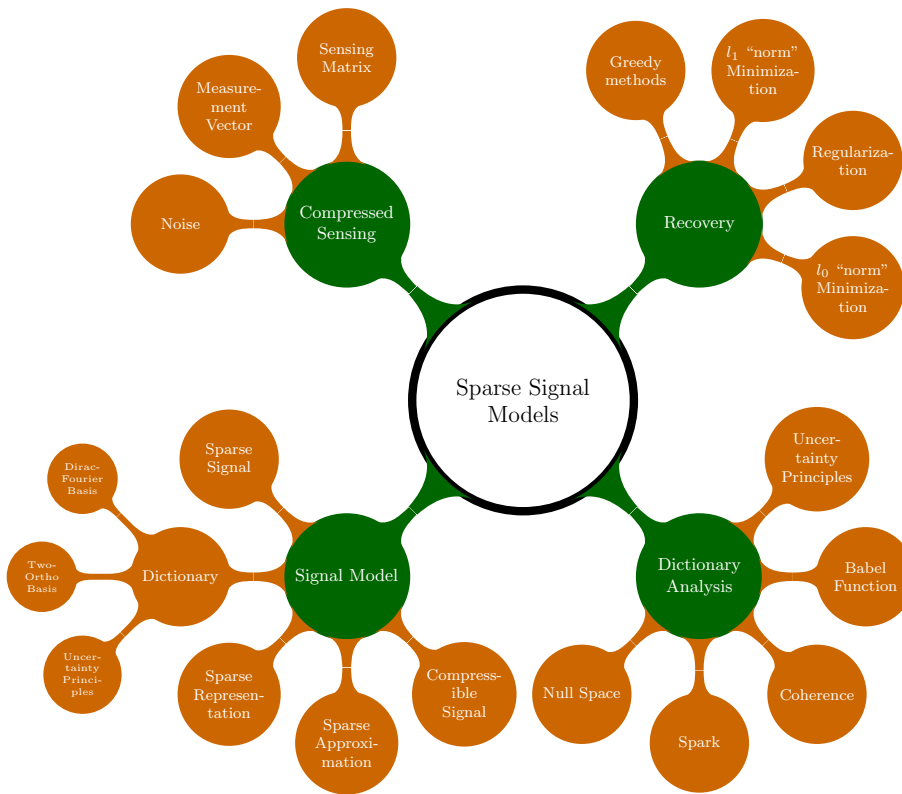 Sensing
Matrix
Measure-
ment
Vector
Noise
Compressed
Sensing
Greedy
methods
l₁ “norm”
Minimiza-
tion
Regulariza-
tion
l₀ “norm”
Minimiza-
tion
Recovery
Sparse Signal
Models
Sparse
Signal
Dirac-
Fourier
Basis
Two-
Ortho
Basis
Uncer-
tainty
Princi-
ples
Dictionary
Signal Model
Sparse
Represen-
tation
Sparse
Approxi-
mation
Compress-
ible
Signal
Uncer-
tainty
Principles
Babel
Function
Dictionary
Analysis
Null Space
Spark
Coherence